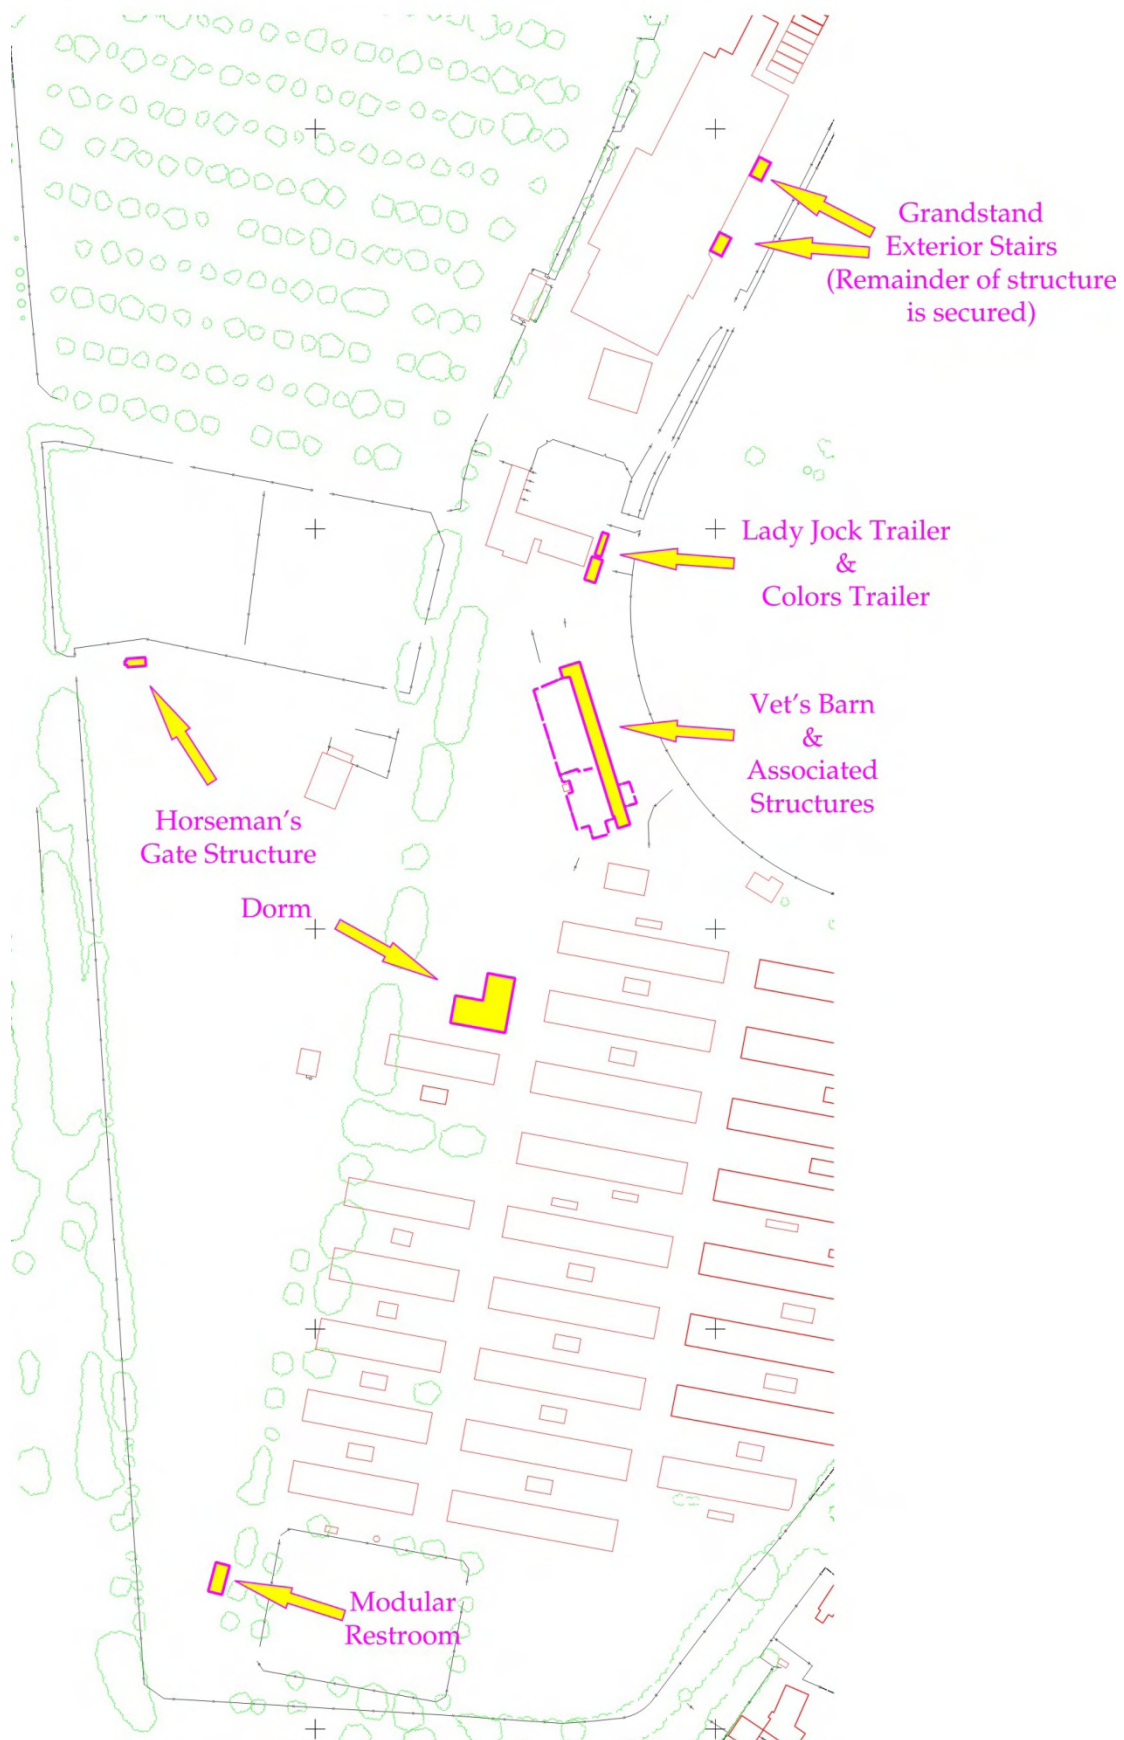 Grandstand
Exterior Stairs
(Remainder of structure
is secured)
Lady Jock Trailer
&
Colors Trailer
Vet's Barn
&
Associated
Structures
Horseman's
Gate Structure
Dorm
Modular
Restroom